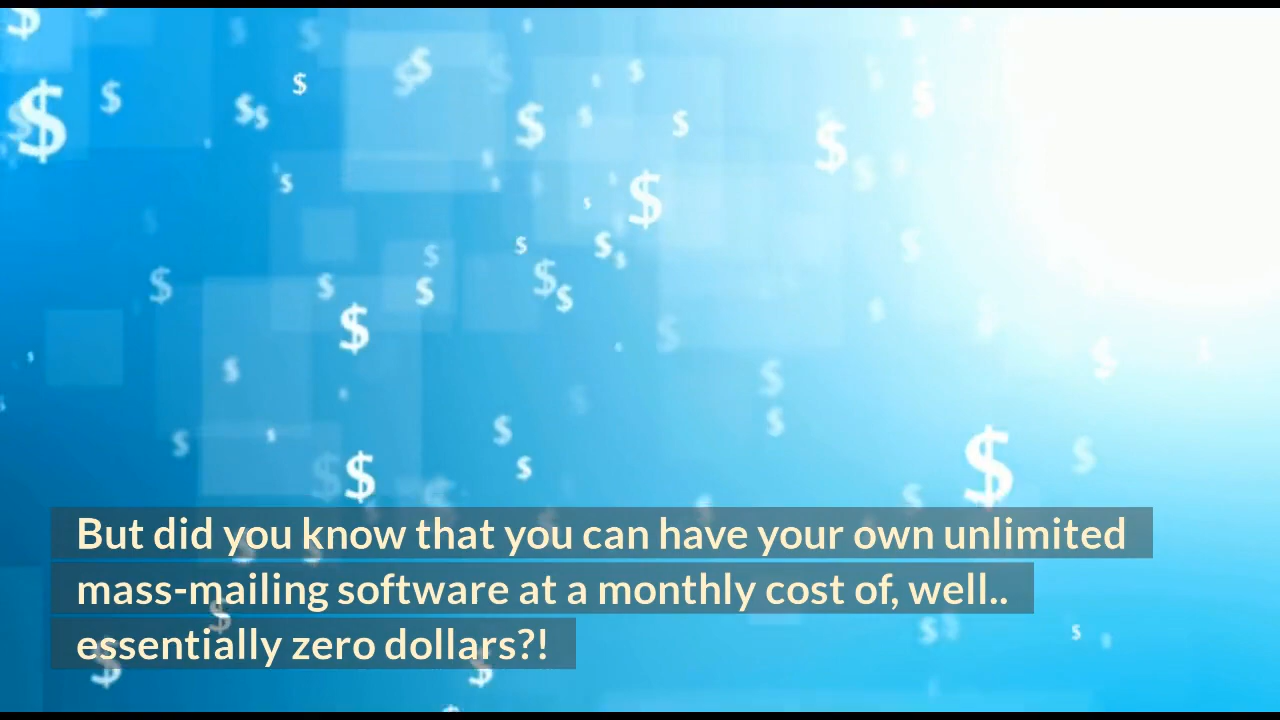 But did you know that you can have your own unlimited
mass-mailing software at a monthly cost of, well..
essentially zero dollars?!